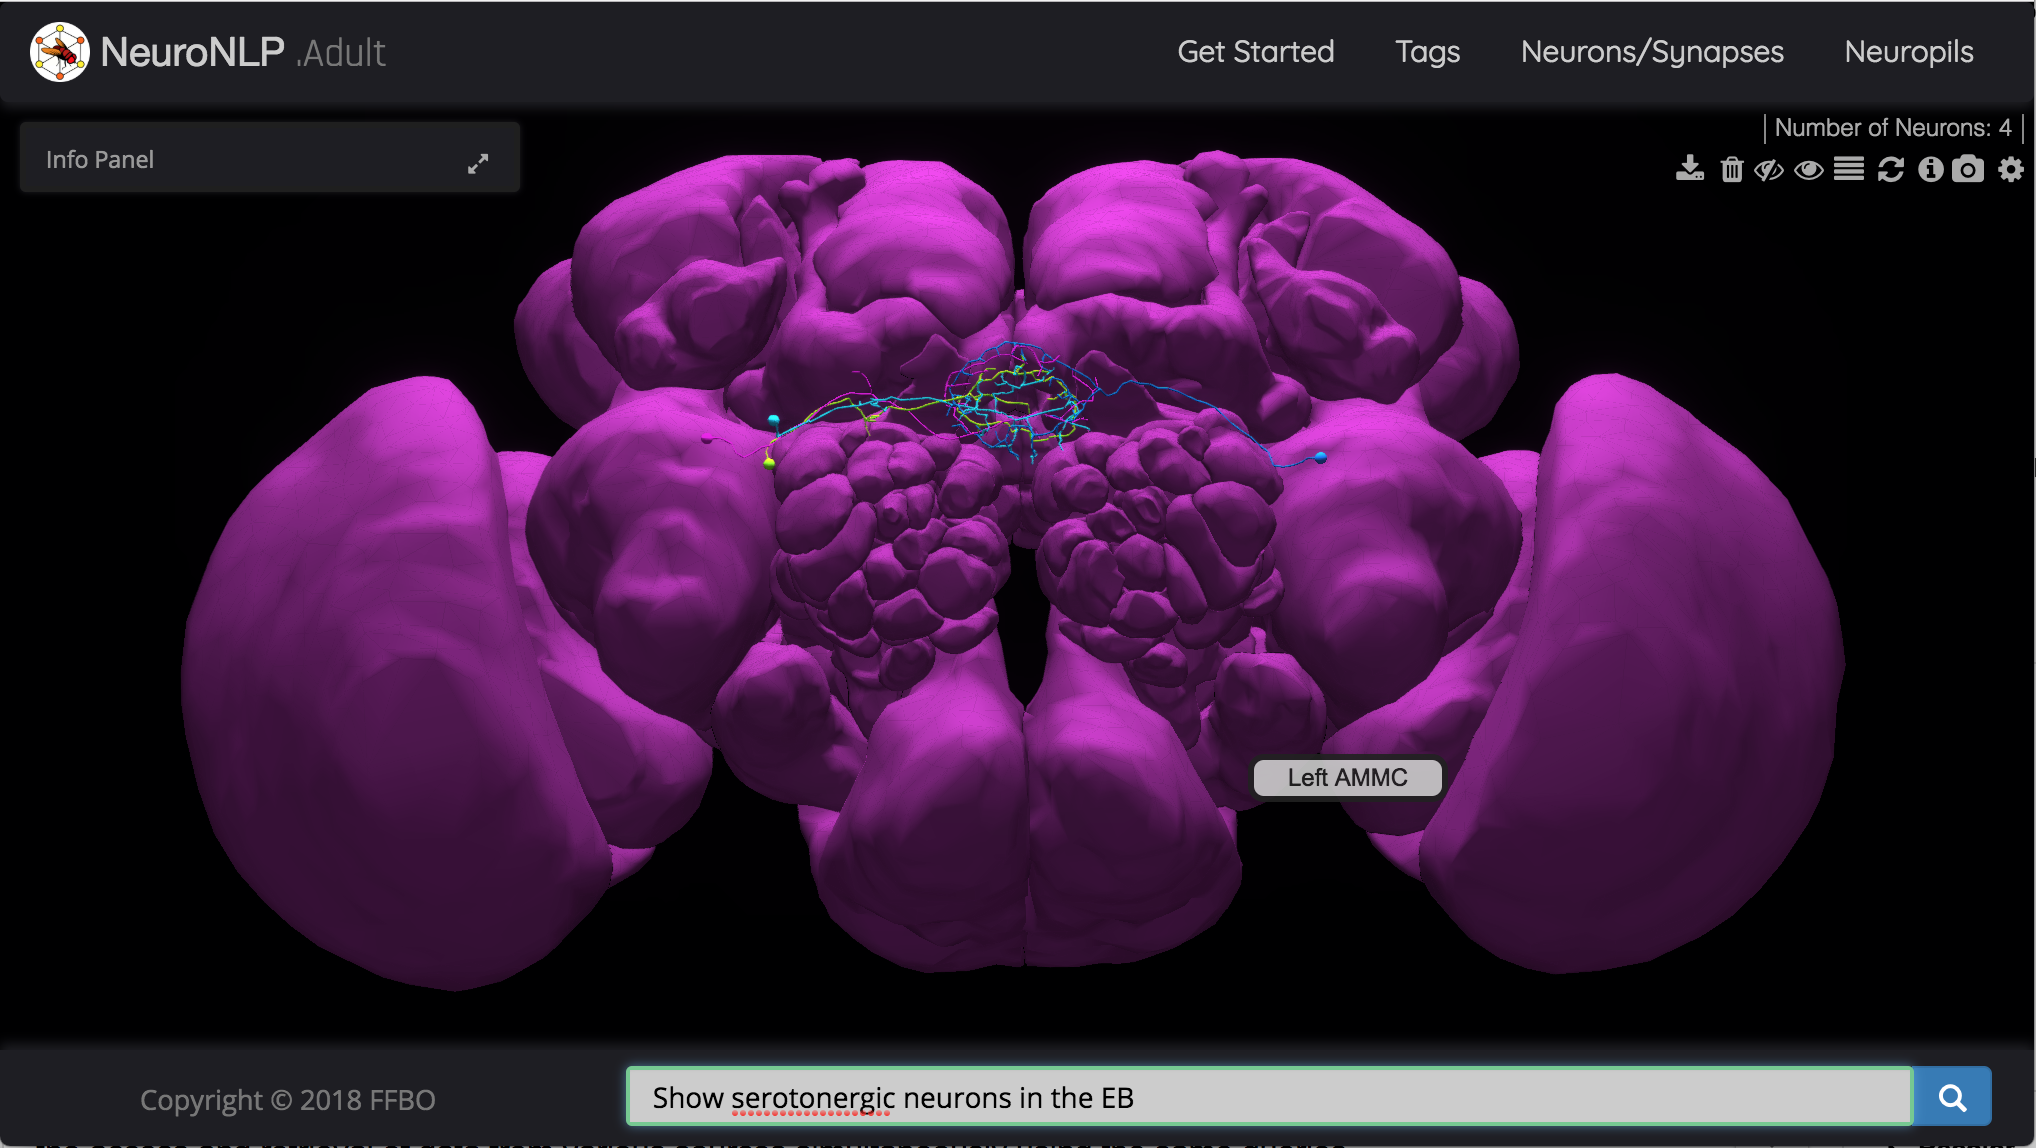 NeuroNLP .Adult
Get Started
Tags
Neurons/Synapses
Neuropils
Info Panel
| Number of Neurons: 4 |
Left AMMC
Copyright © 2018 FFBO
Show serotonergic neurons in the EB